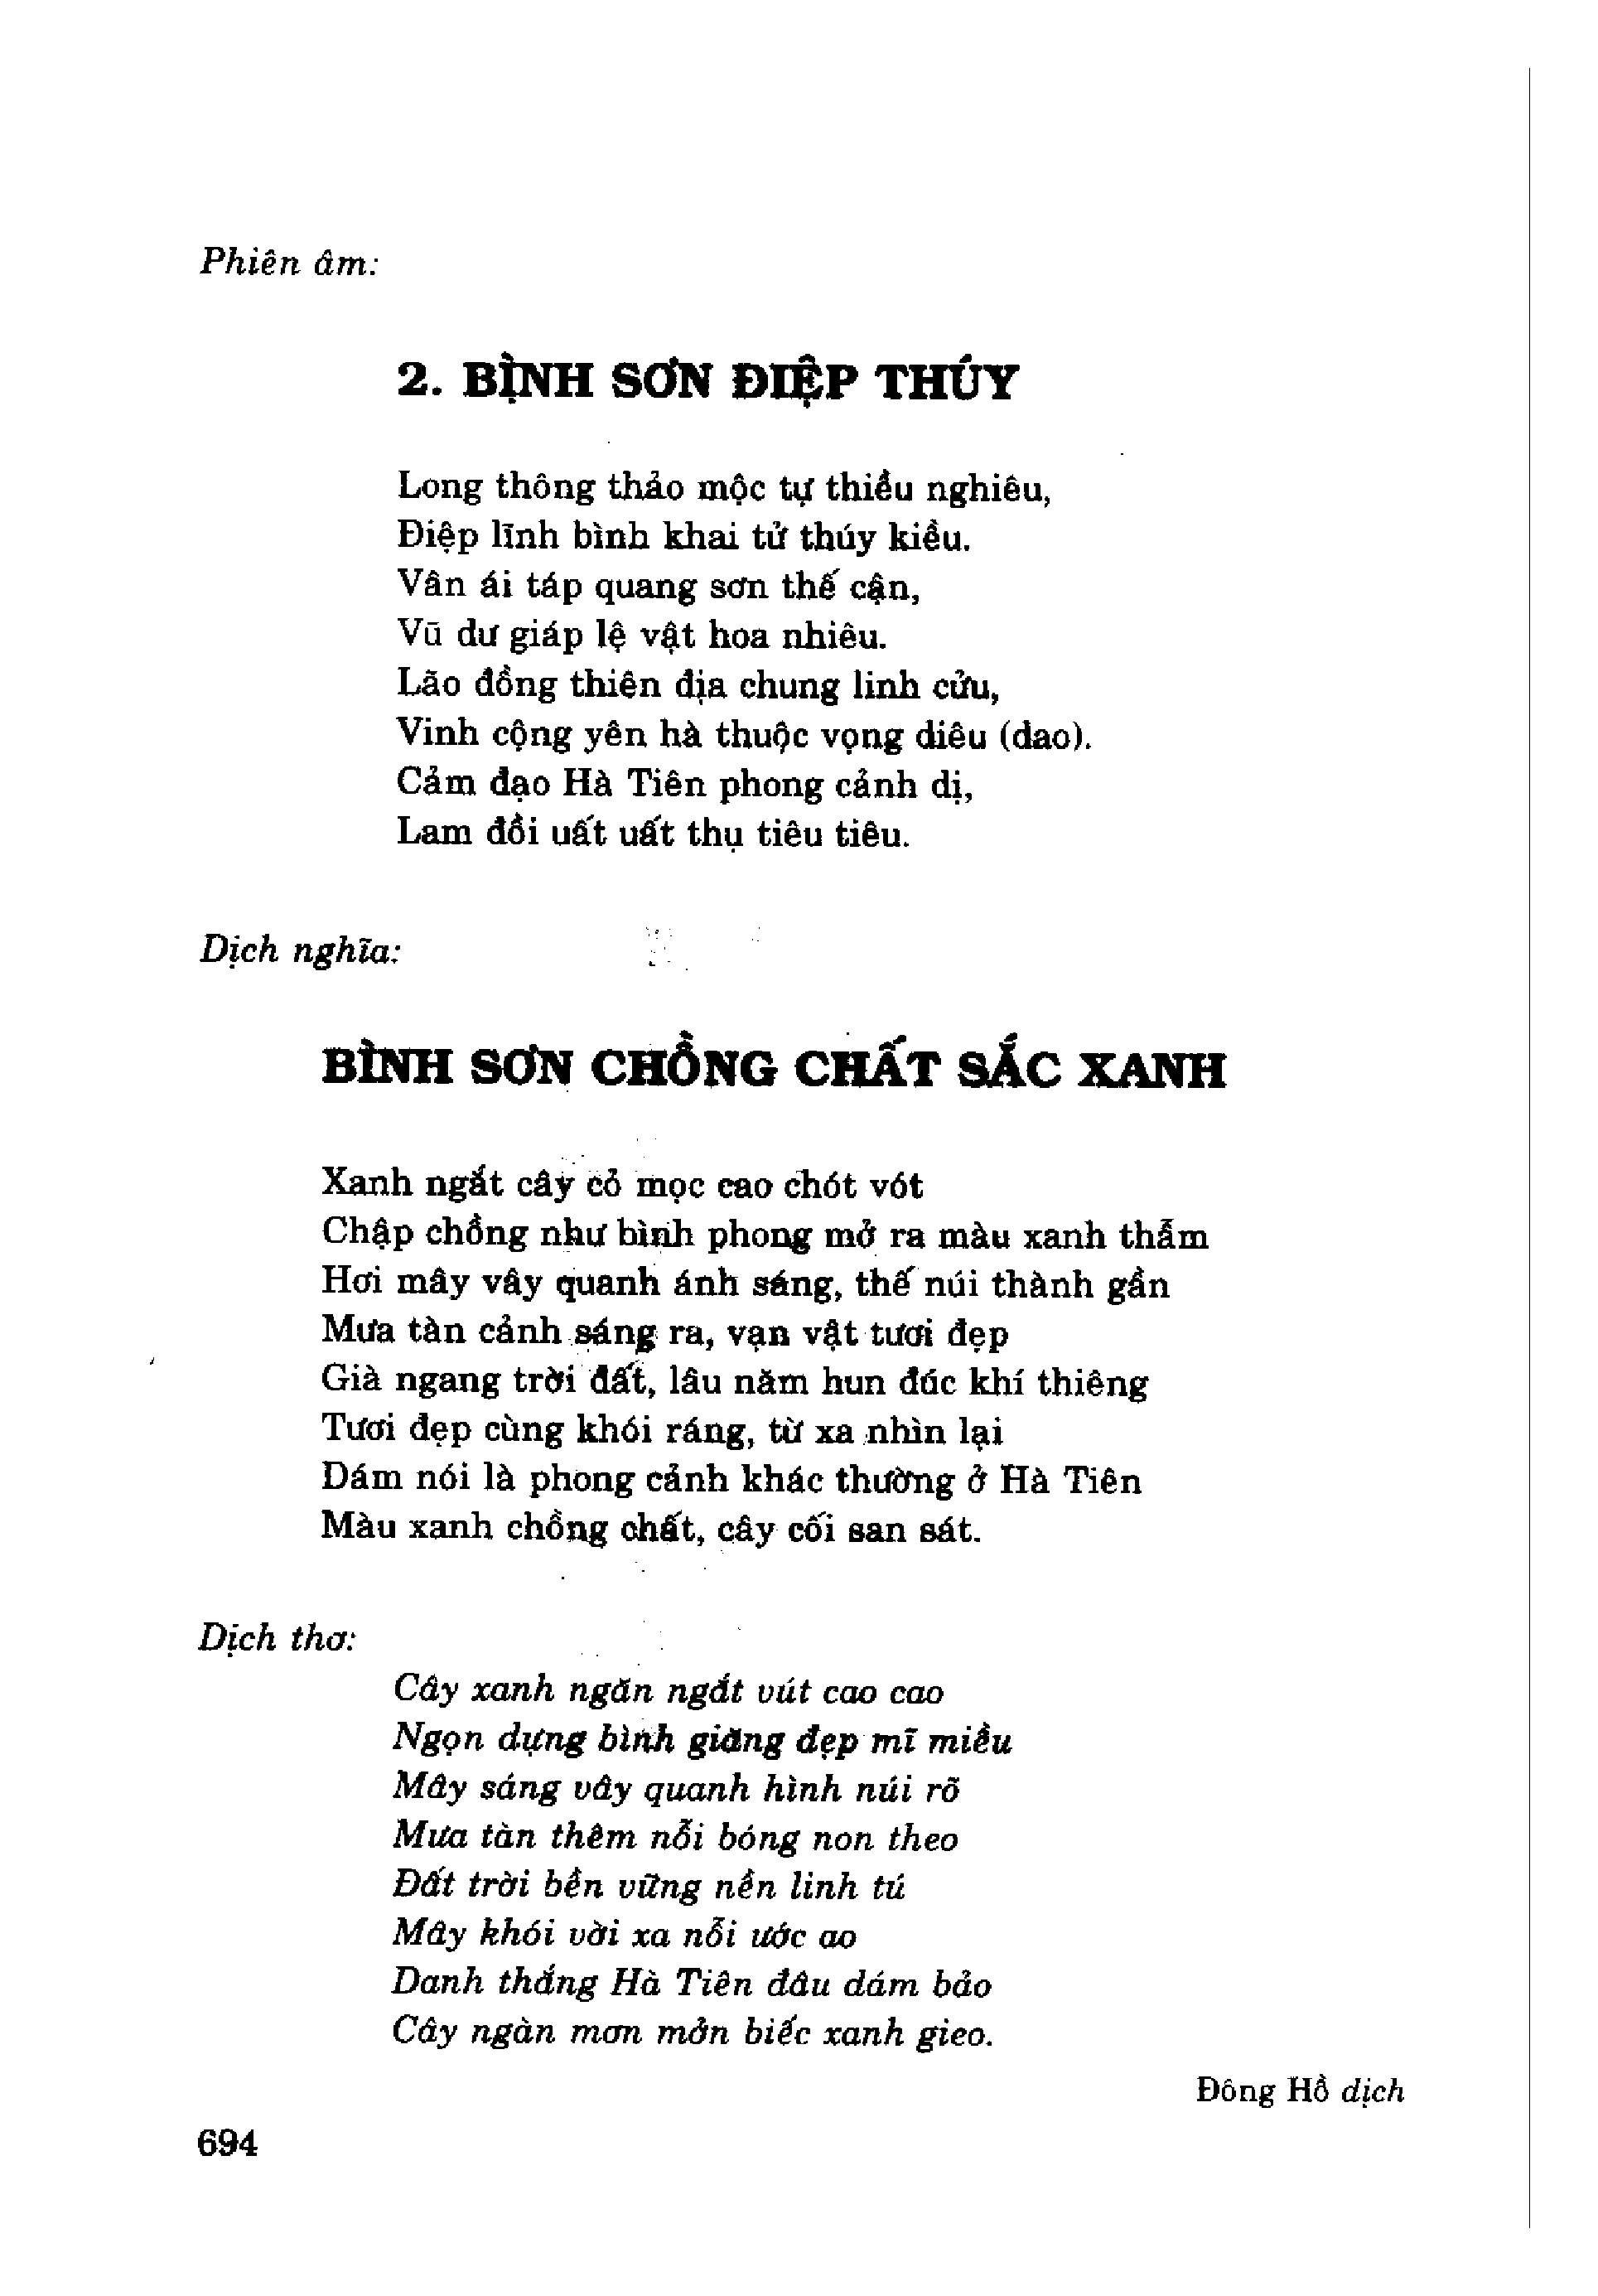 Phiên âm:
2. BÌNH SƠN ĐIỆP THÚY
Long thông thảo mộc tự thiều nghiêu,
Điệp lĩnh bình khai tử thúy kiều.
Vân ái táp quang sơn thế cận,
Vũ dư giáp lệ vật hoa nhiêu.
Lão đồng thiên địa chung linh cửu,
Vinh cộng yên hà thuộc vọng diêu (dao).
Cảm đạo Hà Tiên phong cảnh dị,
Lam đồi uất uất thụ tiêu tiêu.
Dịch nghĩa:
BÌNH SƠN CHỒNG CHẤT SẮC XANH
Xanh ngắt cây cỏ mọc cao chót vót
Chập chồng như bình phong mở ra màu xanh thẫm
Hơi mây vây quanh ánh sáng, thế núi thành gần
Mưa tàn cảnh sáng ra, vạn vật tươi đẹp
Già ngang trời đất, lâu năm hun đúc khí thiêng
Tươi đẹp cùng khói ráng, từ xa nhìn lại
Dám nói là phong cảnh khác thường ở Hà Tiên
Màu xanh chồng chất, cây cối san sát.
Dịch thơ:
Cây xanh ngăn ngắt vút cao cao
Ngọn dựng bình giăng đẹp mĩ miều
Mây sáng vây quanh hình núi rõ
Mưa tàn thêm nỗi bóng non theo
Đất trời bền vững nền linh tú
Mây khói vời xa nỗi ước ao
Danh thắng Hà Tiên đâu dám bảo
Cây ngàn mơn mởn biếc xanh gieo.
Đông Hồ dịch
694